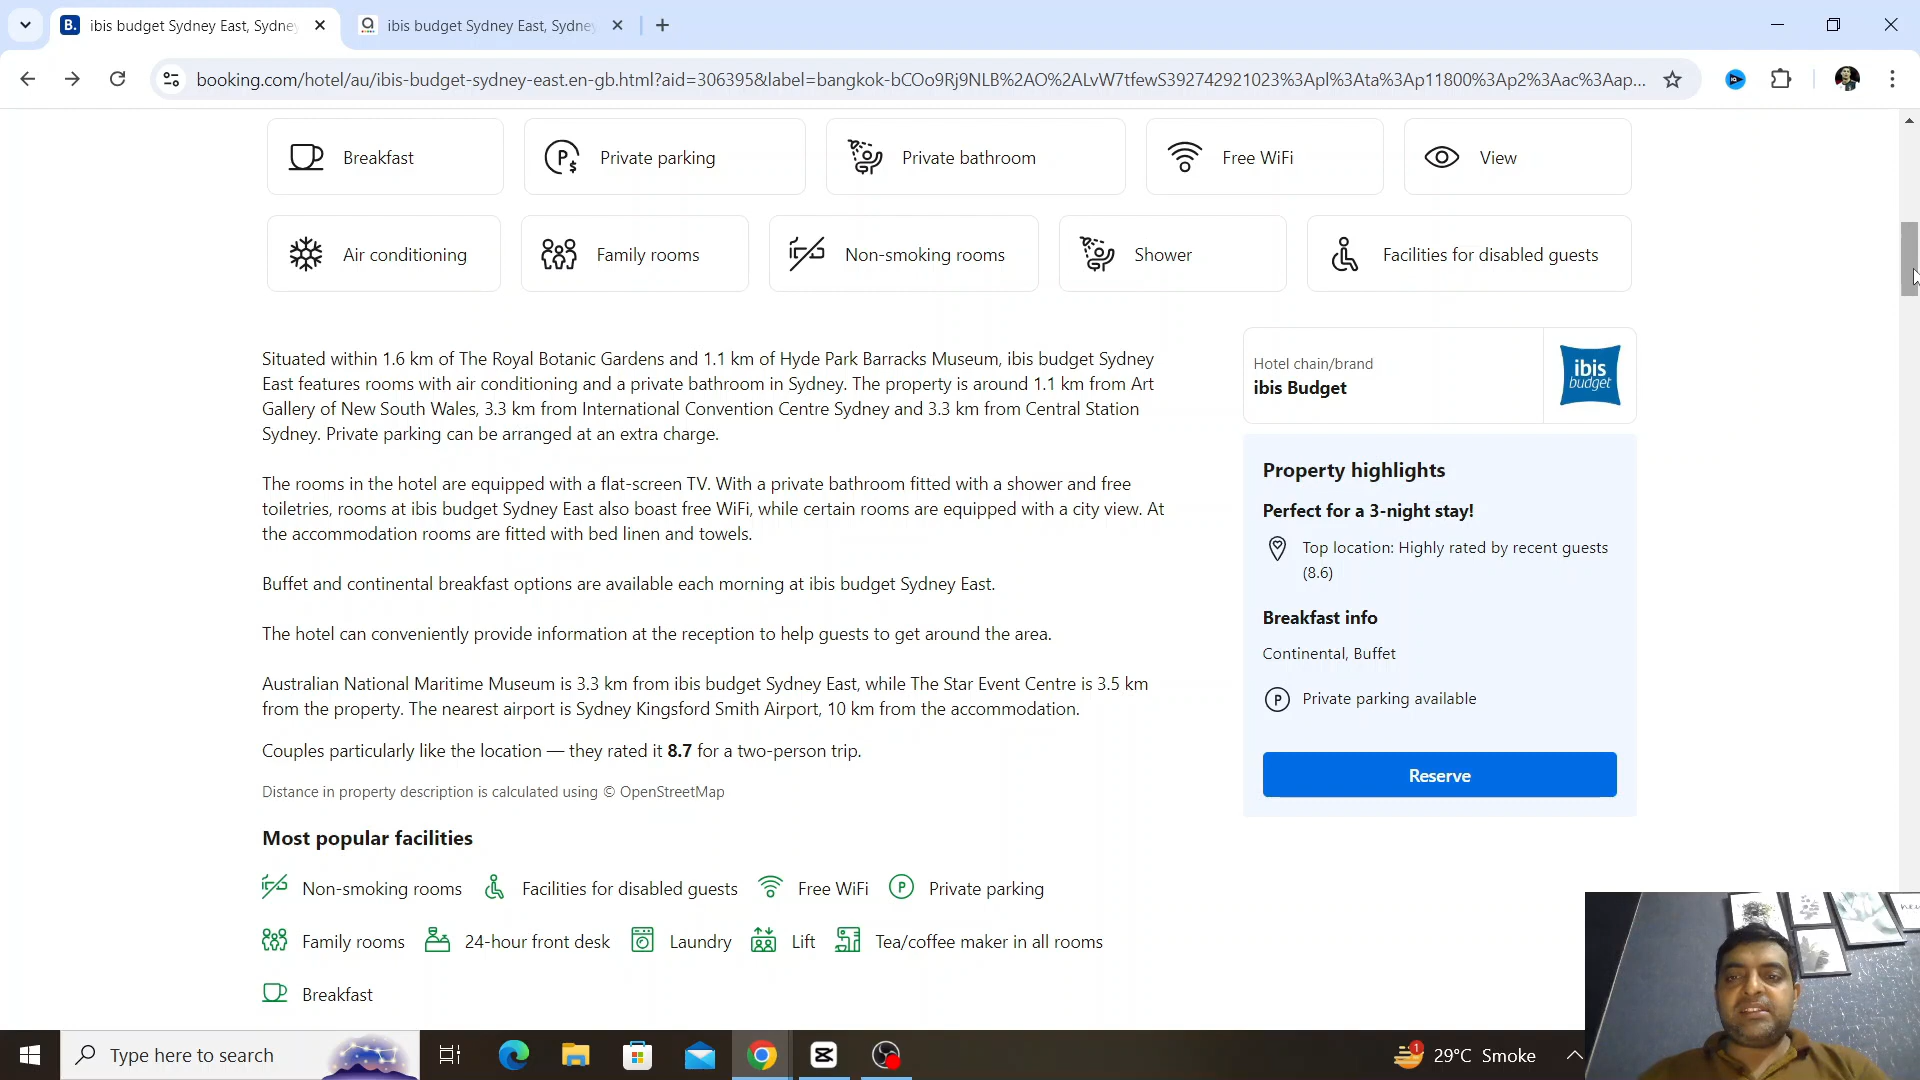 B. ibis budget Sydney East, Sydne
ibis budget Sydney East, Sydne
booking.com/hotel/au/ibis-budget-sydney-east.en-gb.html?aid=306395&label=bangkok-bCOo9Rj9NLB%2AO%2ALvW7tfewS392742921023%3Apl%3Ata%3Ap11800%3Ap2%3Aac%3Aap...
Breakfast
Private parking
Private bathroom
Free WiFi
View
Air conditioning
Family rooms
Non-smoking rooms
Shower
Facilities for disabled guests
Situated within 1.6 km of The Royal Botanic Gardens and 1.1 km of Hyde Park Barracks Museum, ibis budget Sydney
East features rooms with air conditioning and a private bathroom in Sydney. The property is around 1.1 km from Art
Gallery of New South Wales, 3.3 km from International Convention Centre Sydney and 3.3 km from Central Station
Sydney. Private parking can be arranged at an extra charge.
The rooms in the hotel are equipped with a flat-screen TV. With a private bathroom fitted with a shower and free
toiletries, rooms at ibis budget Sydney East also boast free WiFi, while certain rooms are equipped with a city view. At
the accommodation rooms are fitted with bed linen and towels.
Buffet and continental breakfast options are available each morning at ibis budget Sydney East.
The hotel can conveniently provide information at the reception to help guests to get around the area.
Australian National Maritime Museum is 3.3 km from ibis budget Sydney East, while The Star Event Centre is 3.5 km
from the property. The nearest airport is Sydney Kingsford Smith Airport, 10 km from the accommodation.
Couples particularly like the location — they rated it 8.7 for a two-person trip.
Distance in property description is calculated using © OpenStreetMap
Most popular facilities
Non-smoking rooms
Facilities for disabled guests
Free WiFi
P Private parking
Family rooms
24-hour front desk
Laundry
Lift
Tea/coffee maker in all rooms
Breakfast
Hotel chain/brand
ibis Budget
ibis
budget
Property highlights
Perfect for a 3-night stay!
Top location: Highly rated by recent guests
(8.6)
Breakfast info
Continental, Buffet
P Private parking available
Reserve
Type here to search
1
29°C Smoke